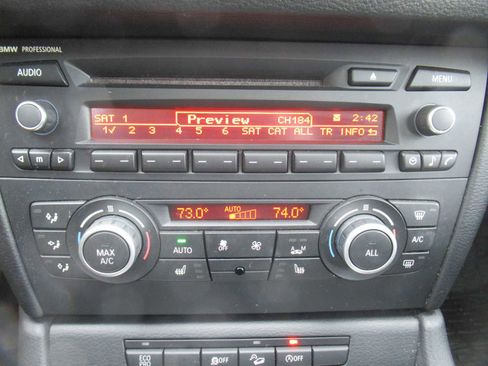 BMW PROFESSIONAL
AUDIO
MENU
SAT 1 Preview CH184 2:42
1✓ 2 3 4 5 6 SAT CAT ALL TR INFO
m
73.0° AUTO 74.0°
MAX A/C
AUTO
OFF
M
ALL
A/C
ECO PRO
OFF
OFF